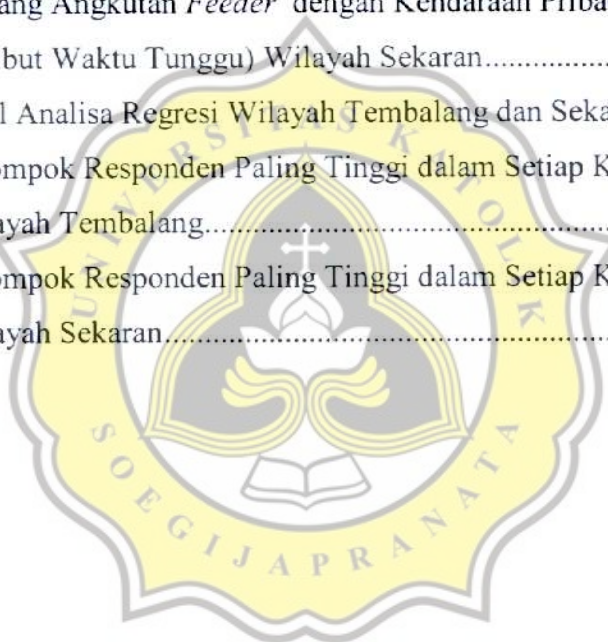 ang Angkutan Feeder dengan Kendaraan Priba
but Waktu Tunggu) Wilayah Sekaran....................
l Analisa Regresi Wilayah Tembalang dan Seka
ompok Responden Paling Tinggi dalam Setiap K
ayah Tembalang.................................................................
ompok Responden Paling Tinggi dalam Setiap K
ayah Sekaran.......................................................................
UNIVERSITAS KATOLIK
SOEGIJAPRANATA